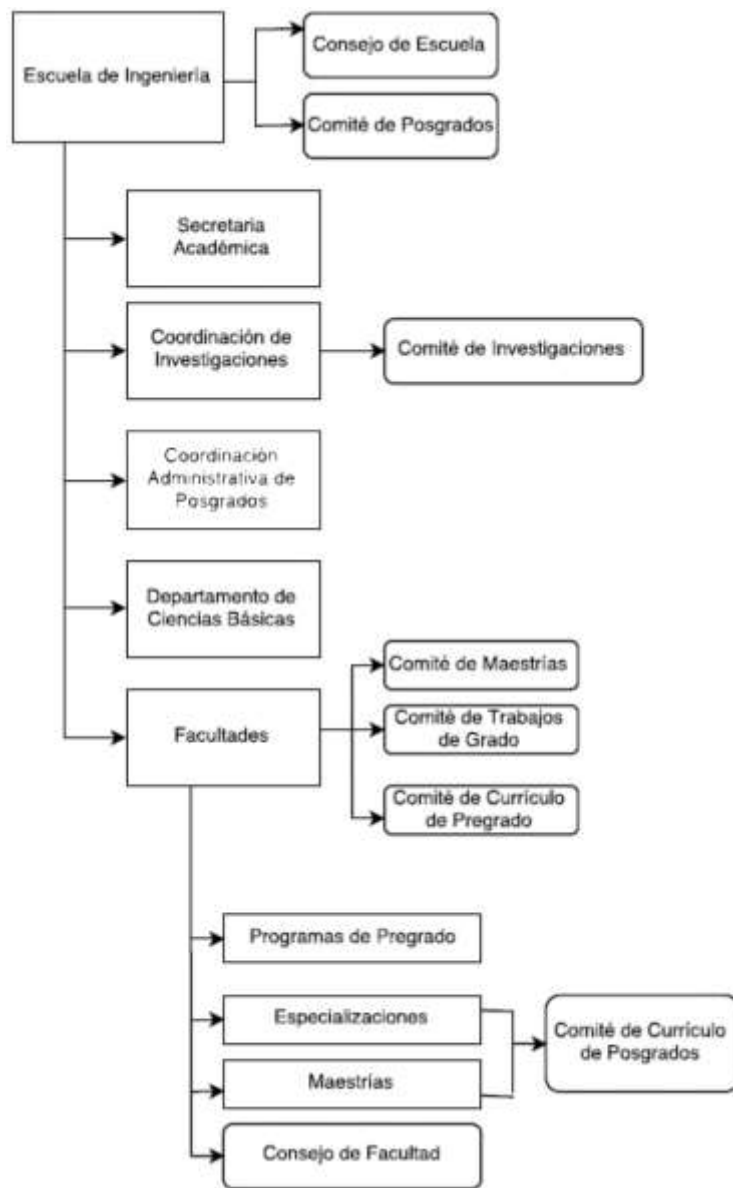 Escuela de Ingeniería
Consejo de Escuela
Comité de Posgrados
Secretaria
Académica
Coordinación de
Investigaciones
Comité de Investigaciones
Coordinación
Administrativa de
Posgrados
Departamento de
Ciencias Básicas
Facultades
Comité de Maestrías
Comité de Trabajos
de Grado
Comité de Currículo
de Pregrado
Programas de Pregrado
Especializaciones
Comité de Currículo
de Posgrados
Maestrías
Consejo de Facultad